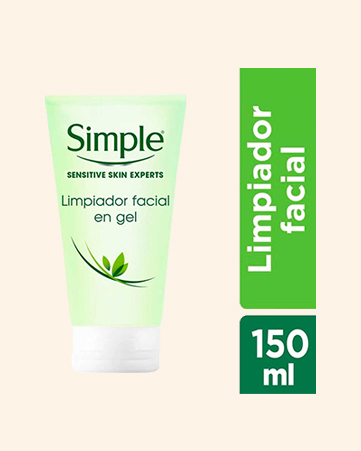 Simple®
SENSITIVE SKIN EXPERTS
Limpiador facial
en gel
Limpiador
facial
150
ml